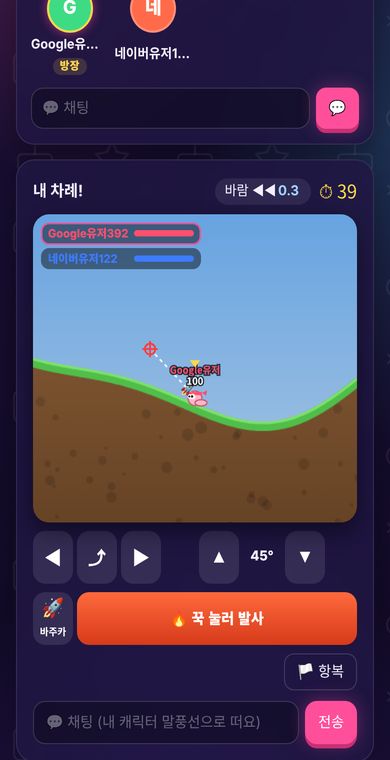 G
네
Google유...
네이버유저1...
방장
💬 채팅
💬
내 차례!
바람 ◀◀ 0.3
⏱ 39
Google유저392
네이버유저122
Google유저
100
◀ ⤴ ▶ ▲ 45° ▼
🚀
바주카
🔥 꾹 눌러 발사
🏳 항복
💬 채팅 (내 캐릭터 말풍선으로 떠요)
전송